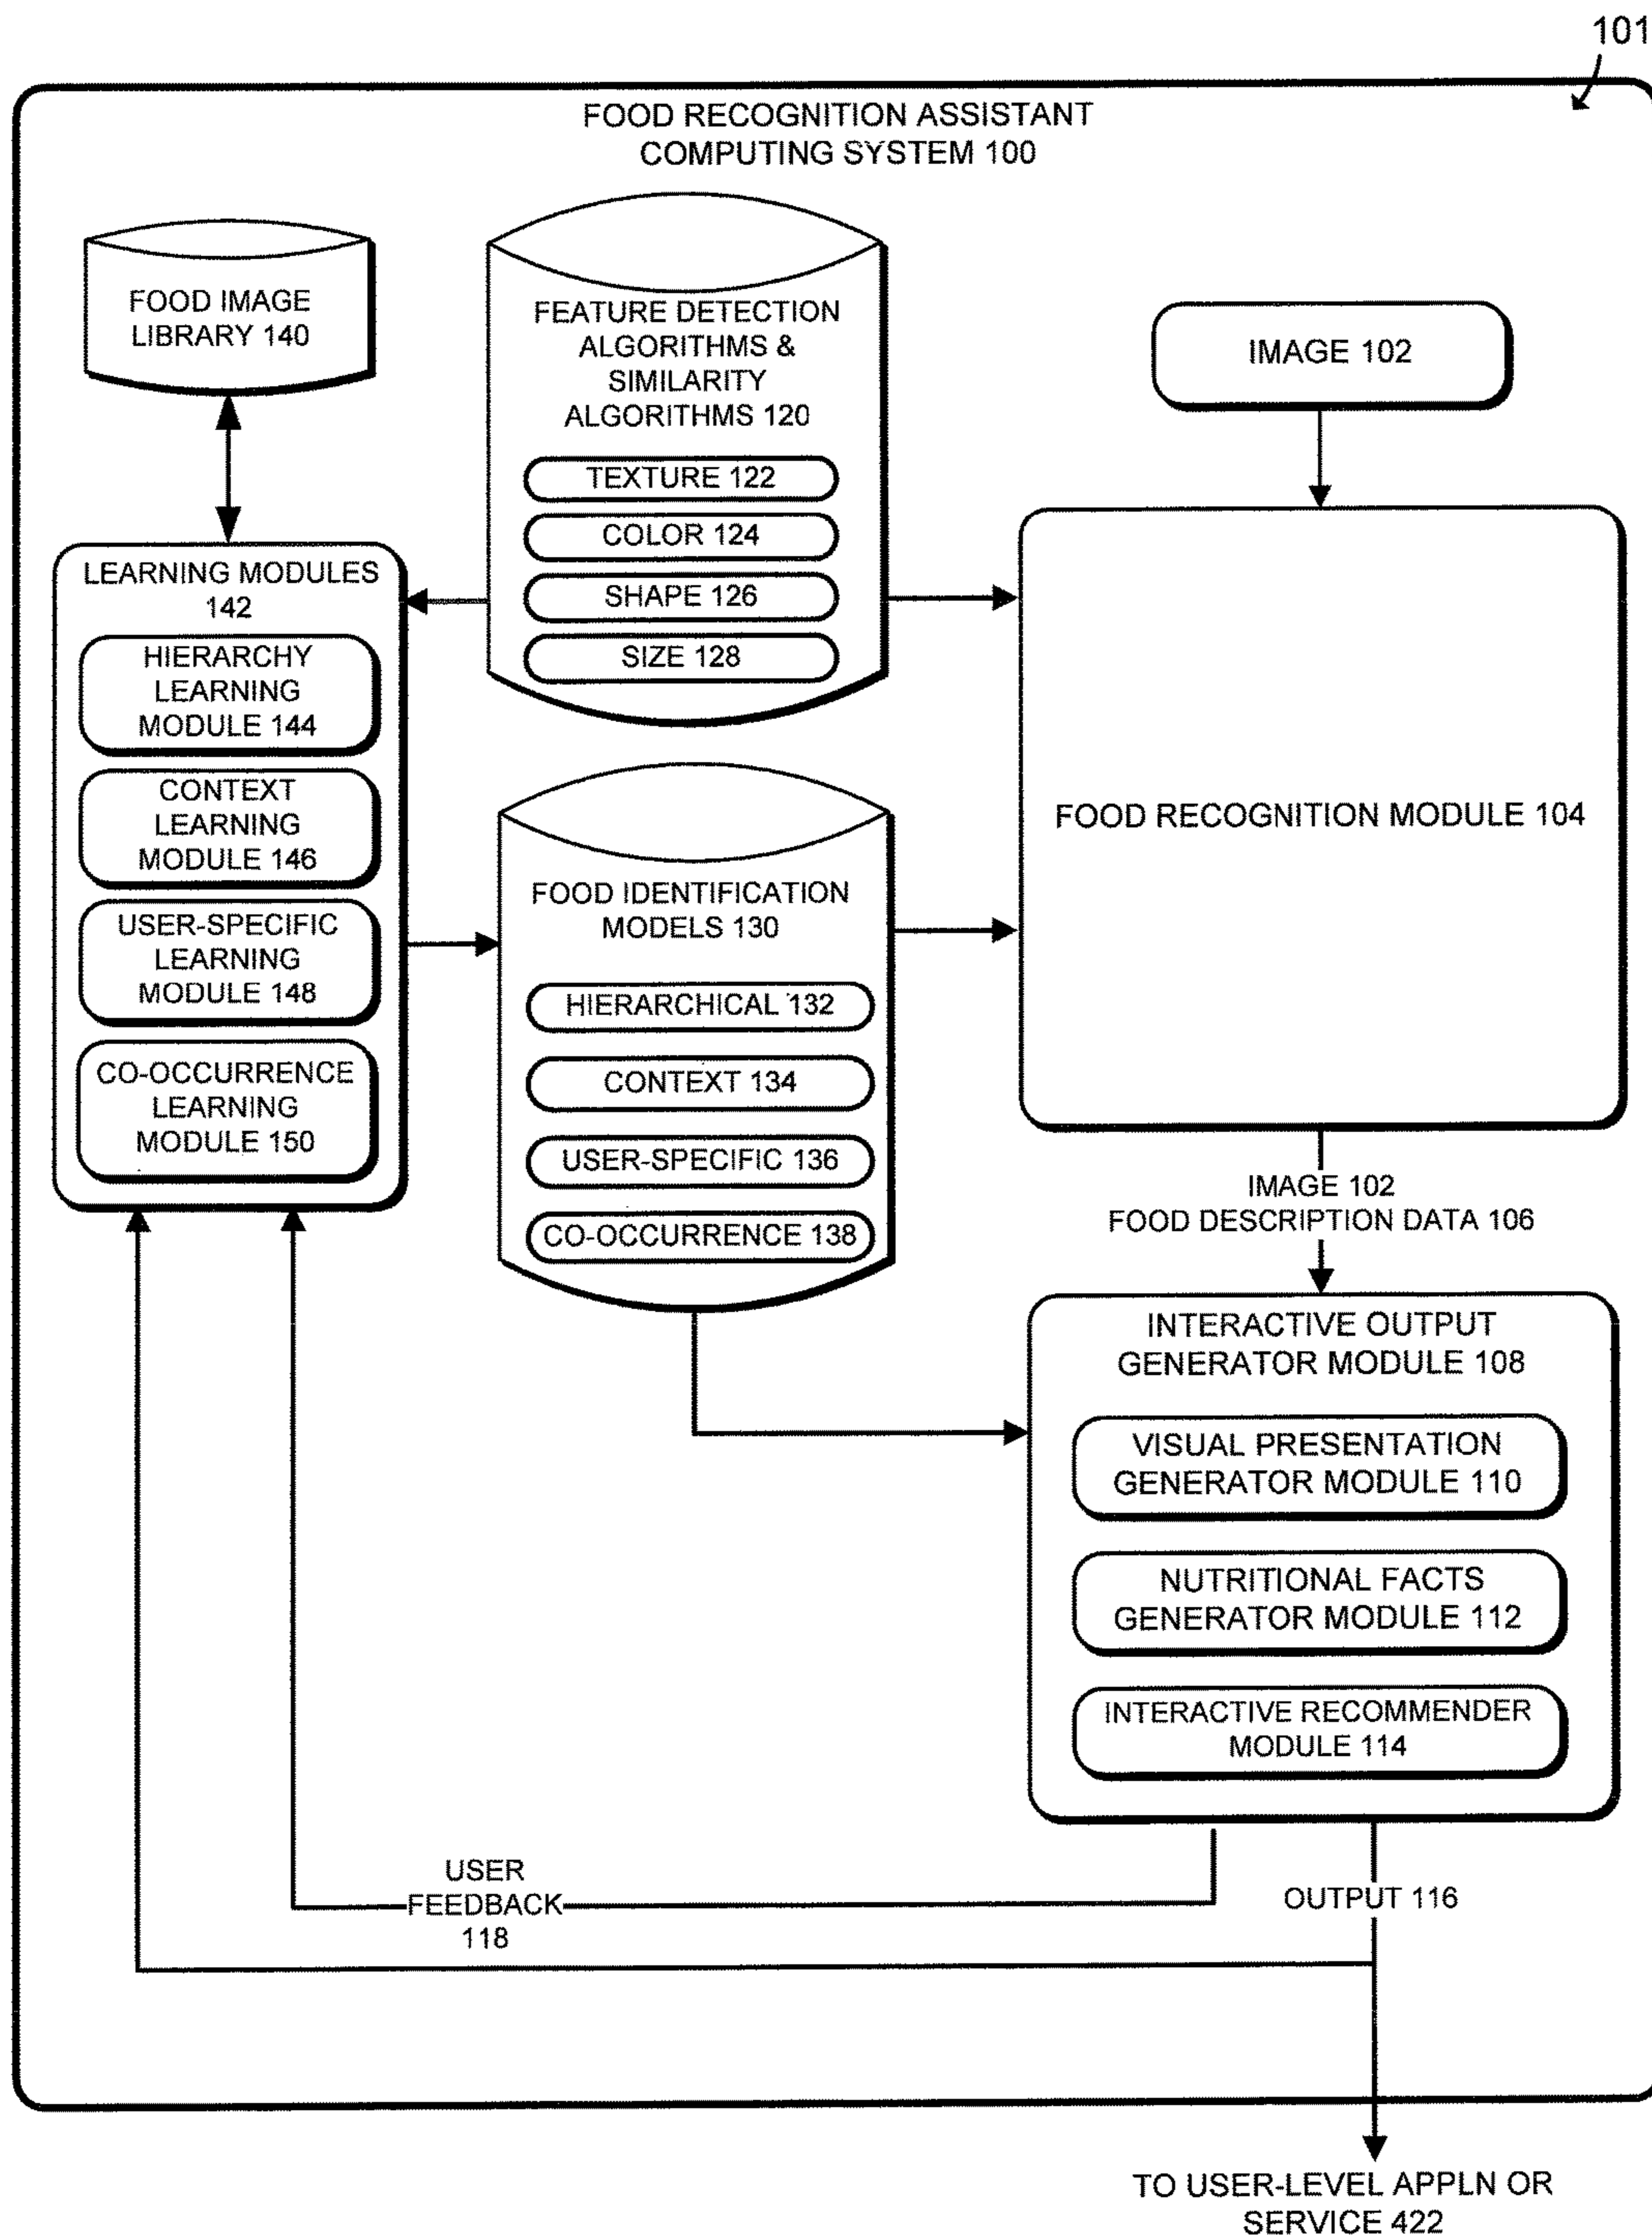 101
FOOD RECOGNITION ASSISTANT
COMPUTING SYSTEM 100
FOOD IMAGE
LIBRARY 140
FEATURE DETECTION
ALGORITHMS &
SIMILARITY
ALGORITHMS 120
TEXTURE 122
COLOR 124
SHAPE 126
SIZE 128
IMAGE 102
LEARNING MODULES
142
HIERARCHY
LEARNING
MODULE 144
CONTEXT
LEARNING
MODULE 146
USER-SPECIFIC
LEARNING
MODULE 148
CO-OCCURRENCE
LEARNING
MODULE 150
FOOD IDENTIFICATION
MODELS 130
HIERARCHICAL 132
CONTEXT 134
USER-SPECIFIC 136
CO-OCCURRENCE 138
FOOD RECOGNITION MODULE 104
IMAGE 102
FOOD DESCRIPTION DATA 106
INTERACTIVE OUTPUT
GENERATOR MODULE 108
VISUAL PRESENTATION
GENERATOR MODULE 110
NUTRITIONAL FACTS
GENERATOR MODULE 112
INTERACTIVE RECOMMENDER
MODULE 114
USER
FEEDBACK
118
OUTPUT 116
TO USER-LEVEL APPLN OR
SERVICE 422